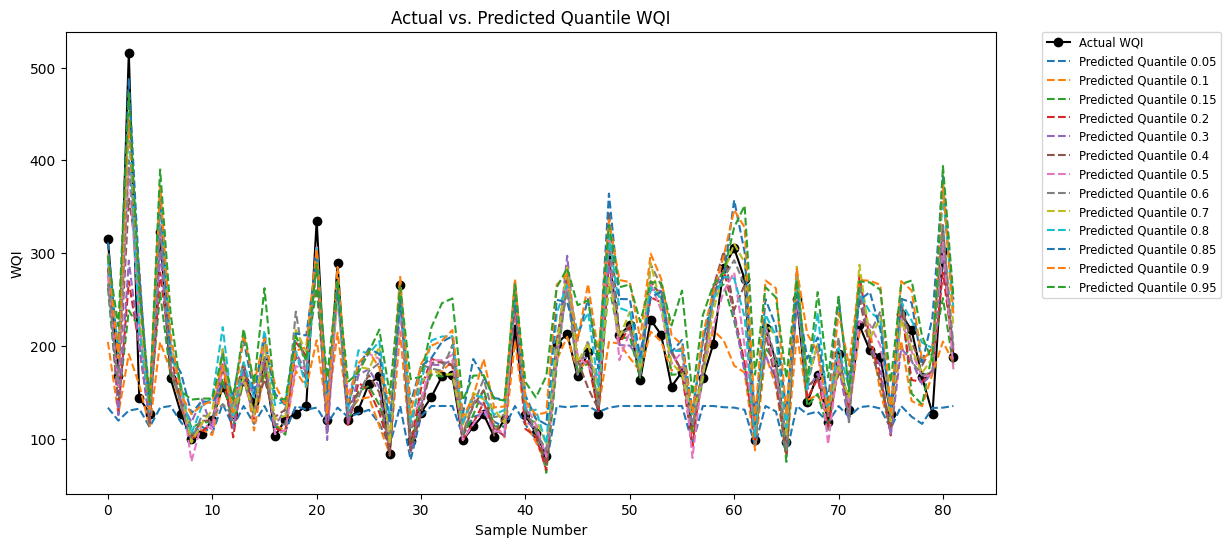 Actual vs. Predicted Quantile WQI
500
400
300
200
100
WQI
0
10
20
30
40
50
60
70
80
Sample Number
Actual WQI
Predicted Quantile 0.05
Predicted Quantile 0.1
Predicted Quantile 0.15
Predicted Quantile 0.2
Predicted Quantile 0.3
Predicted Quantile 0.4
Predicted Quantile 0.5
Predicted Quantile 0.6
Predicted Quantile 0.7
Predicted Quantile 0.8
Predicted Quantile 0.85
Predicted Quantile 0.9
Predicted Quantile 0.95